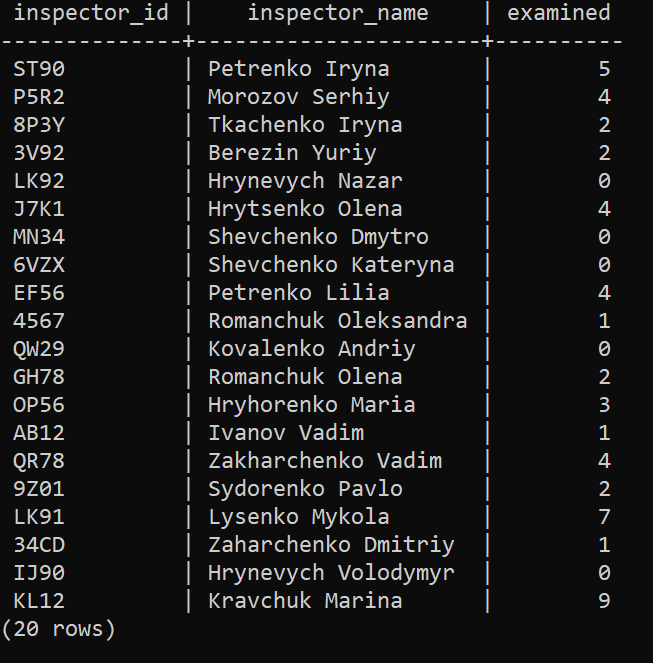 inspector_id |    inspector_name    | examined
--------------+----------------------+----------
 ST90         | Petrenko Iryna       |        5
 P5R2         | Morozov Serhiy       |        4
 8P3Y         | Tkachenko Iryna      |        2
 3V92         | Berezin Yuriy        |        2
 LK92         | Hrynevych Nazar      |        0
 J7K1         | Hrytsenko Olena      |        4
 MN34         | Shevchenko Dmytro    |        0
 6VZX         | Shevchenko Kateryna  |        0
 EF56         | Petrenko Lilia       |        4
 4567         | Romanchuk Oleksandra |        1
 QW29         | Kovalenko Andriy     |        0
 GH78         | Romanchuk Olena      |        2
 OP56         | Hryhorenko Maria     |        3
 AB12         | Ivanov Vadim         |        1
 QR78         | Zakharchenko Vadim   |        4
 9Z01         | Sydorenko Pavlo      |        2
 LK91         | Lysenko Mykola       |        7
 34CD         | Zaharchenko Dmitriy  |        1
 IJ90         | Hrynevych Volodymyr  |        0
 KL12         | Kravchuk Marina      |        9
(20 rows)